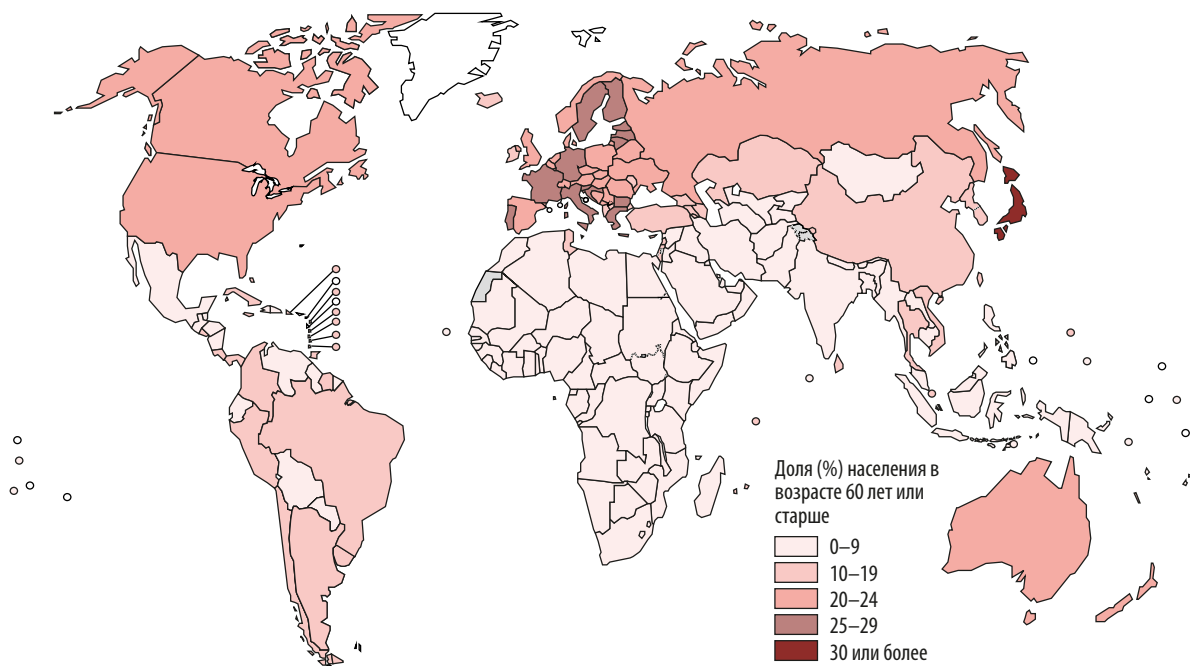 Доля (%) населения в
возрасте 60 лет или
старше
0–9
10–19
20–24
25–29
30 или более